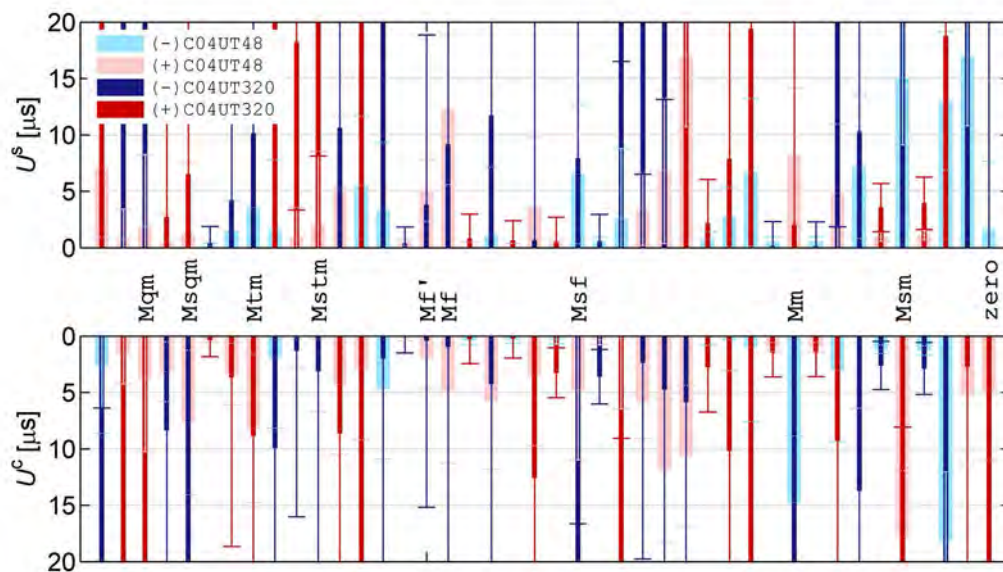 20
15
10
5
0
U^s [μs]
(-)C04UT48
(+)C04UT48
(-)C04UT320
(+)C04UT320
Mqm
Msqm
Mtm
Mstm
Mf'
Mf
Msf
Mm
Msm
zero
0
5
10
15
20
U^c [μs]